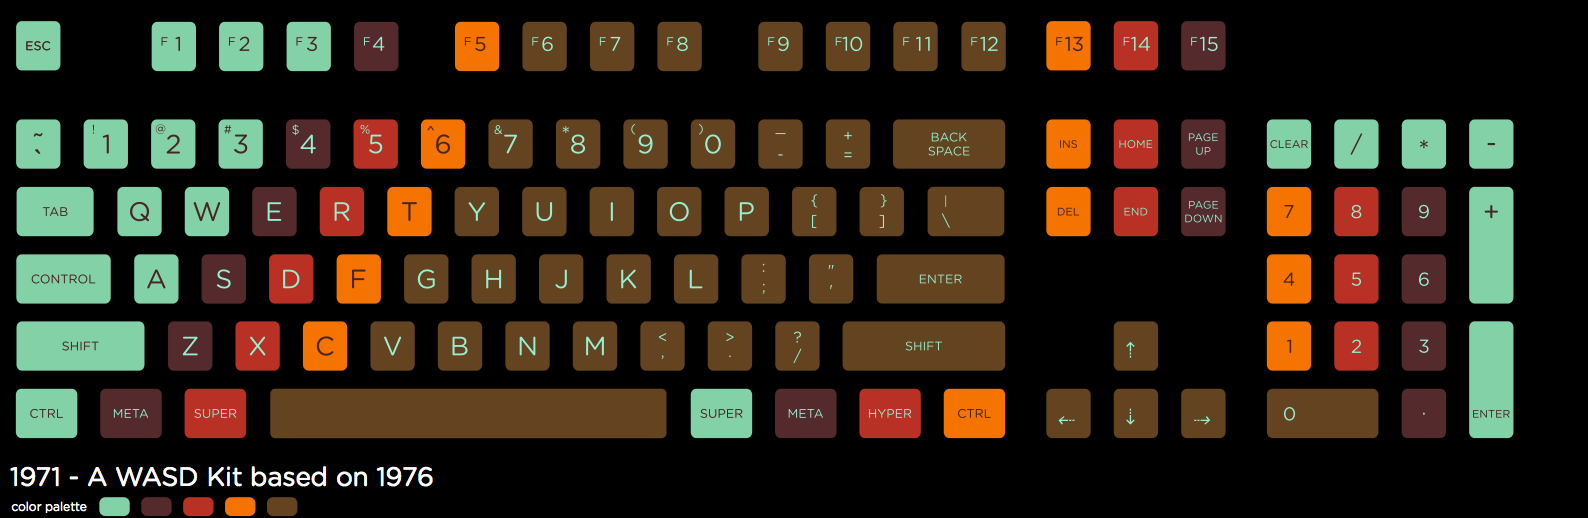 ESC F1 F2 F3 F4 F5 F6 F7 F8 F9 F10 F11 F12 F13 F14 F15
~ ` ! 1 @ 2 # 3 $ 4 % 5 ^ 6 & 7 * 8 ( 9 ) 0 _ - + = BACK SPACE INS HOME PAGE UP CLEAR / * -
TAB Q W E R T Y U I O P { [ } ] | \ DEL END PAGE DOWN 7 8 9 +
CONTROL A S D F G H J K L : ; " ' ENTER 4 5 6
SHIFT Z X C V B N M < , > . ? / SHIFT ↑ 1 2 3
CTRL META SUPER SUPER META HYPER CTRL ← ↓ → 0 . ENTER
1971 - A WASD Kit based on 1976
color palette